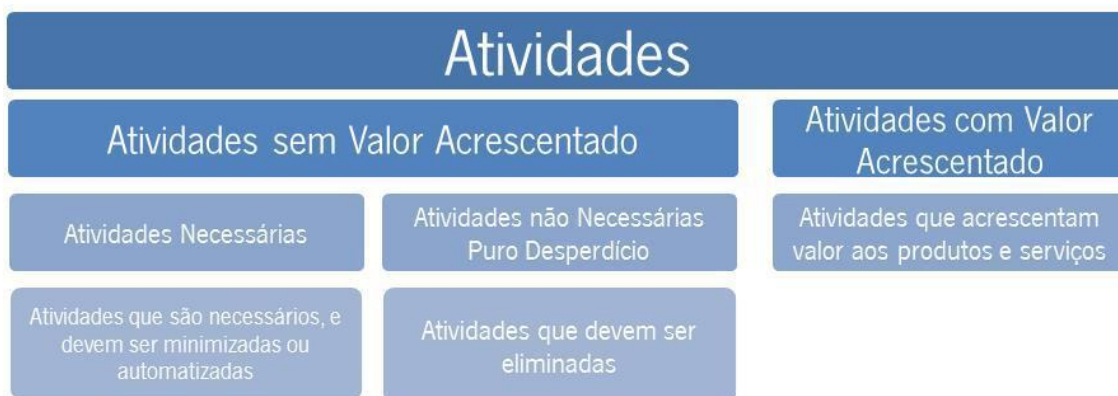 Atividades
Atividades sem Valor Acrescentado
Atividades com Valor
Acrescentado
Atividades Necessárias
Atividades não Necessárias
Puro Desperdício
Atividades que acrescentam
valor aos produtos e serviços
Atividades que são necessários, e
devem ser minimizadas ou
automatizadas
Atividades que devem ser
eliminadas